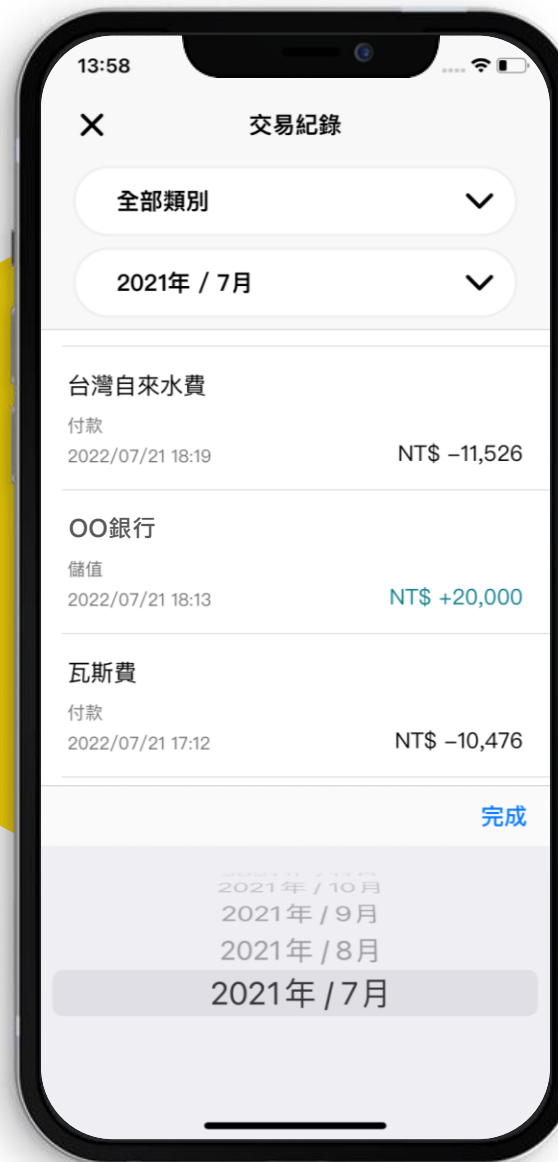 13:58
交易紀錄
全部類別
2021年 / 7月
台灣自來水費
付款
2022/07/21 18:19
NT$ –11,526
OO銀行
儲值
2022/07/21 18:13
NT$ +20,000
瓦斯費
付款
2022/07/21 17:12
NT$ –10,476
完成
2021年 / 10月
2021年 / 9月
2021年 / 8月
2021年 / 7月